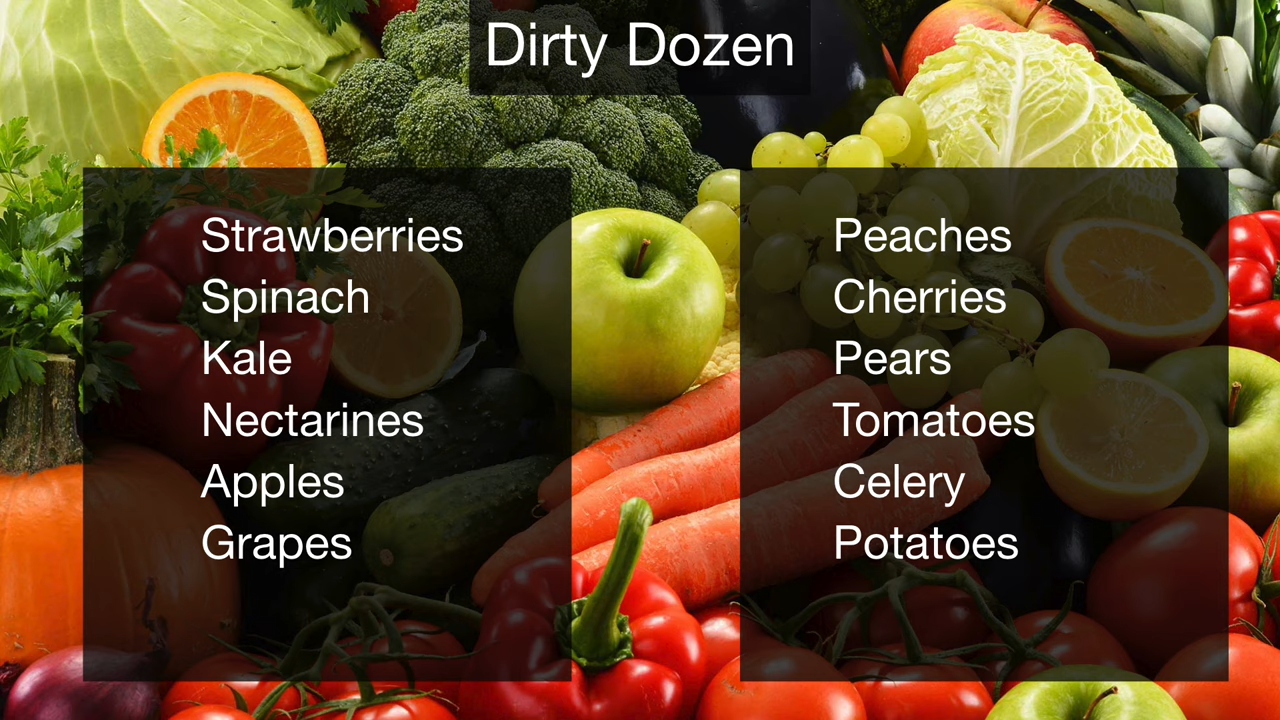 Dirty Dozen
Strawberries
Spinach
Kale
Nectarines
Apples
Grapes
Peaches
Cherries
Pears
Tomatoes
Celery
Potatoes